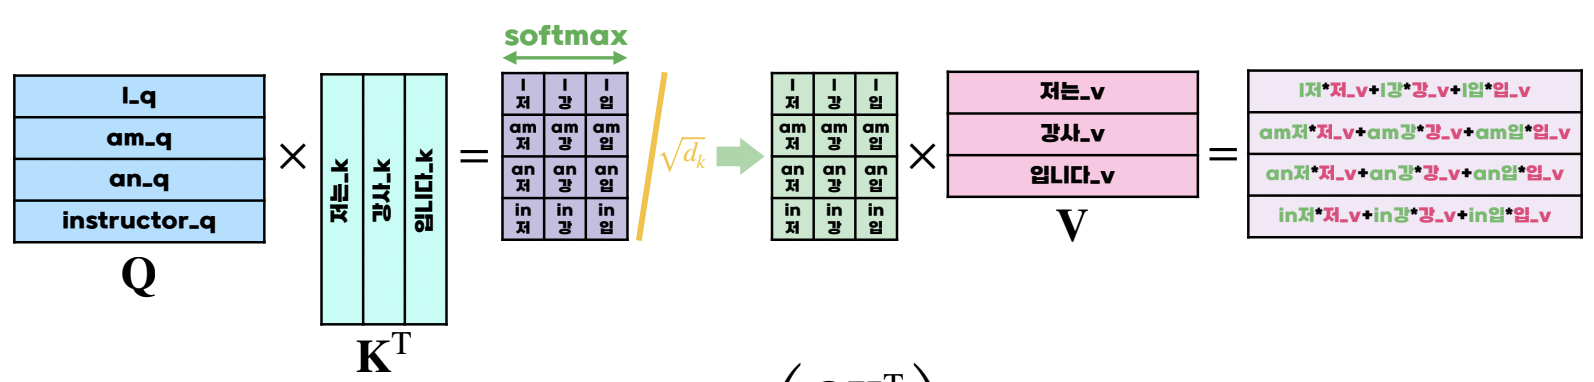 softmax
I_q
am_q
an_q
instructor_q
×
저는_k
강사_k
입니다_k
=
I 저 I 강 I 입
am 저 am 강 am 입
an 저 an 강 an 입
in 저 in 강 in 입
√d_k
I 저 I 강 I 입
am 저 am 강 am 입
an 저 an 강 an 입
in 저 in 강 in 입
×
저는_v
강사_v
입니다_v
=
I저*저_v+I강*강_v+I입*입_v
am저*저_v+am강*강_v+am입*입_v
an저*저_v+an강*강_v+an입*입_v
in저*저_v+in강*강_v+in입*입_v
Q
K^T
V